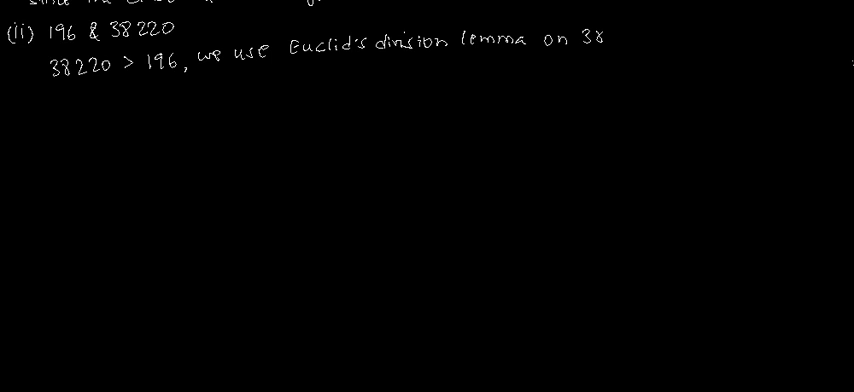 (ii) 196 & 38220
38220 > 196, we use Euclid's division lemma on 38